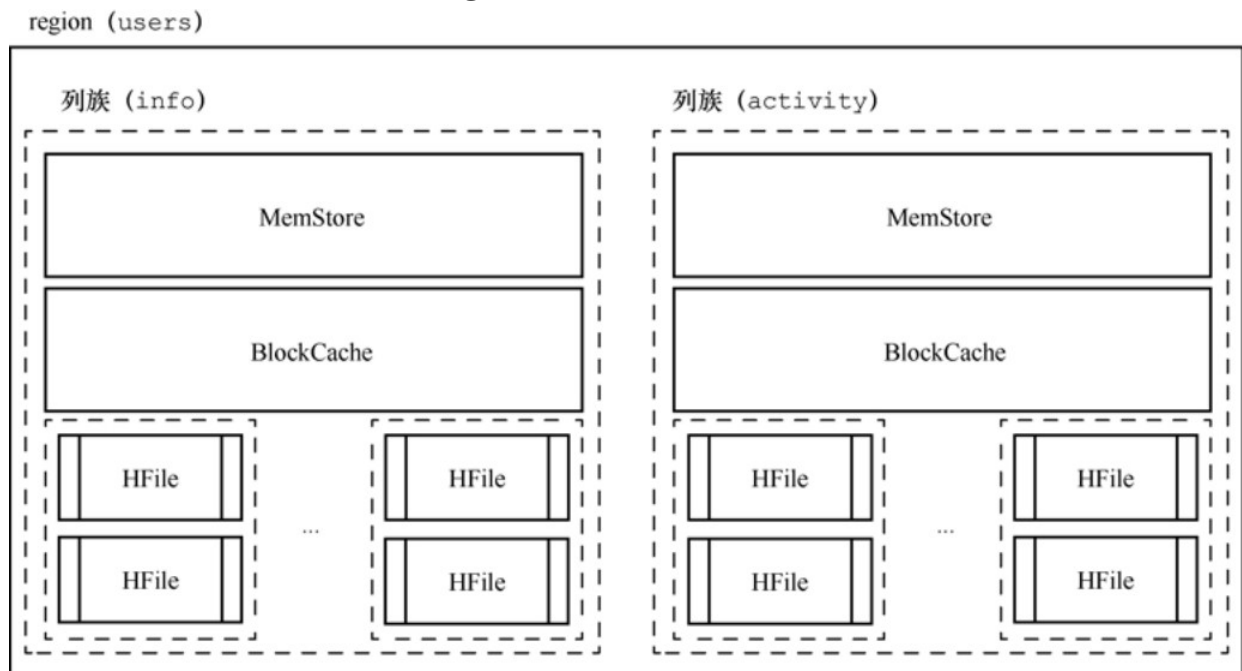 region (users)
列族 (info)
MemStore
BlockCache
HFile
HFile
...
HFile
HFile
列族 (activity)
MemStore
BlockCache
HFile
HFile
...
HFile
HFile